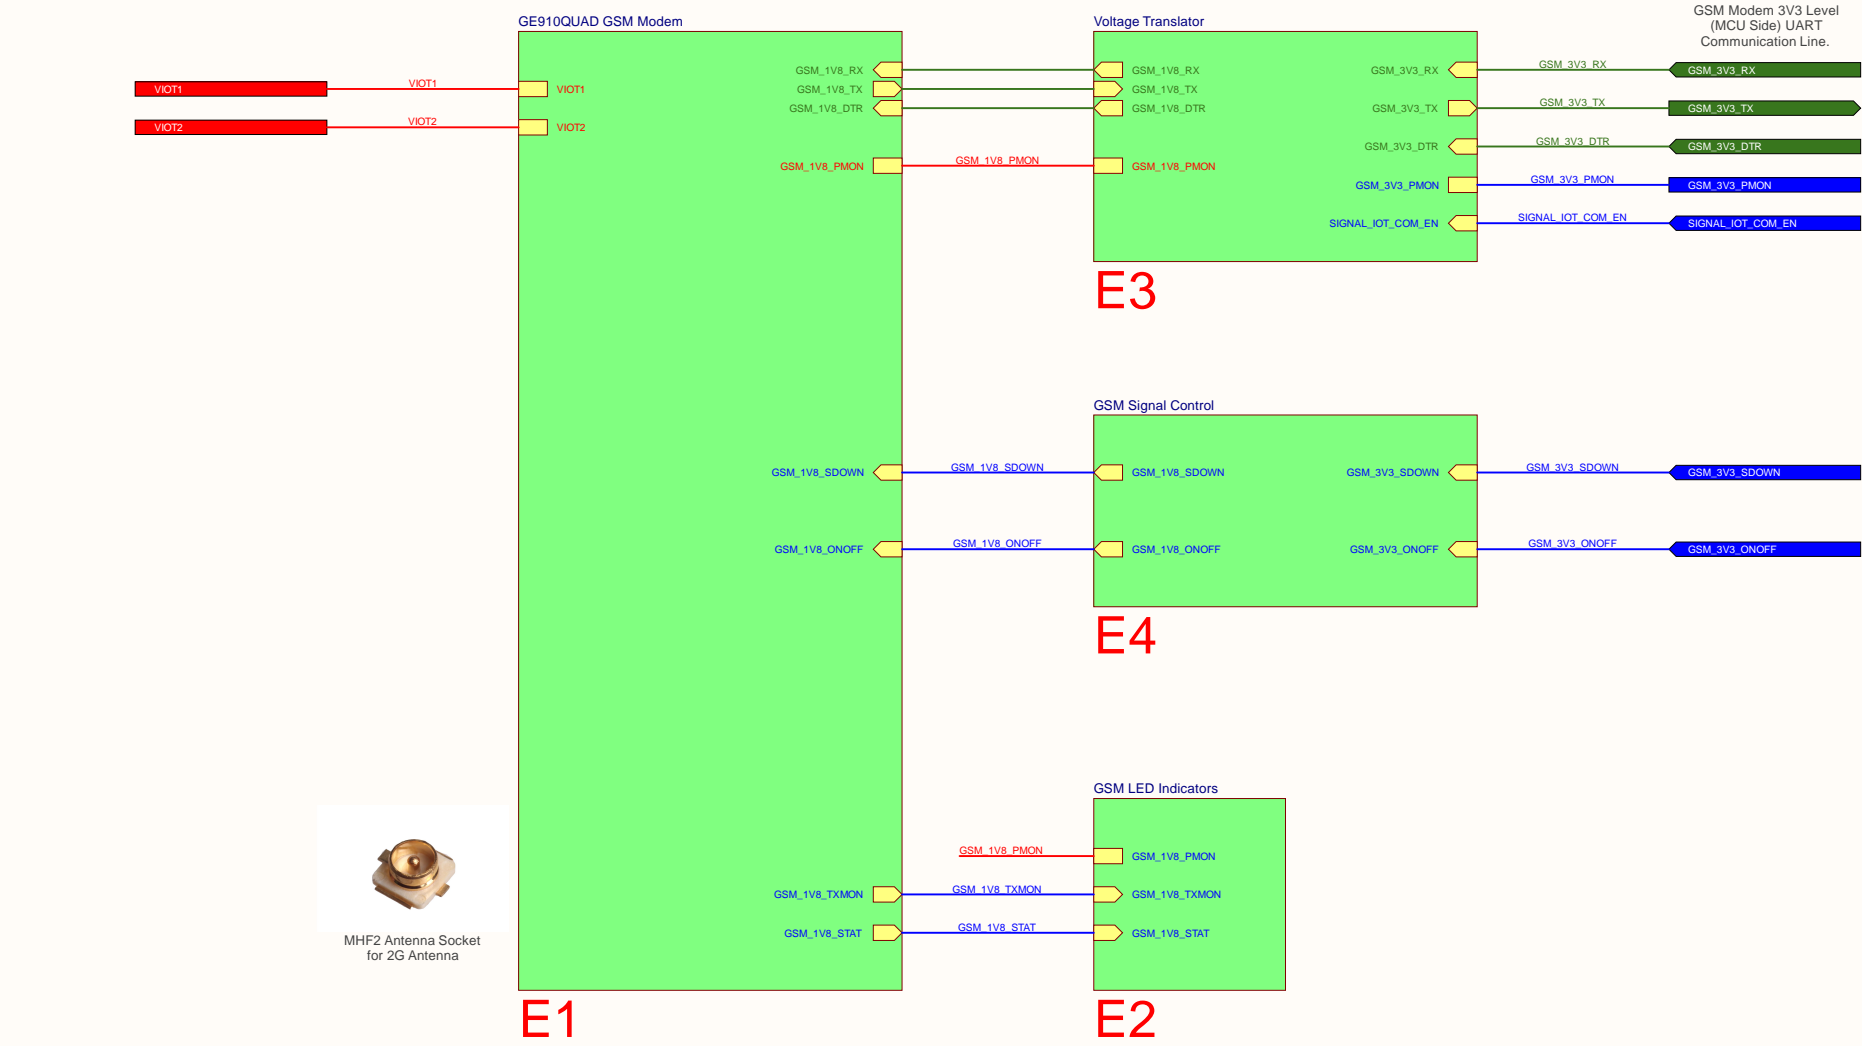 GE910QUAD GSM Modem
VIOT1
VIOT1
VIOT1
VIOT2
VIOT2
VIOT2
GSM_1V8_RX
GSM_1V8_TX
GSM_1V8_DTR
GSM_1V8_PMON
GSM_1V8_PMON
Voltage Translator
GSM_1V8_RX
GSM_1V8_TX
GSM_1V8_DTR
GSM_1V8_PMON
GSM_3V3_RX
GSM_3V3_TX
GSM_3V3_DTR
GSM_3V3_PMON
SIGNAL_IOT_COM_EN
E3
GSM Modem 3V3 Level
(MCU Side) UART
Communication Line.
GSM_3V3_RX
GSM_3V3_RX
GSM_3V3_TX
GSM_3V3_TX
GSM_3V3_DTR
GSM_3V3_DTR
GSM_3V3_PMON
GSM_3V3_PMON
SIGNAL_IOT_COM_EN
SIGNAL_IOT_COM_EN
GSM Signal Control
GSM_1V8_SDOWN
GSM_1V8_SDOWN
GSM_1V8_SDOWN
GSM_3V3_SDOWN
GSM_3V3_SDOWN
GSM_3V3_SDOWN
GSM_1V8_ONOFF
GSM_1V8_ONOFF
GSM_1V8_ONOFF
GSM_3V3_ONOFF
GSM_3V3_ONOFF
GSM_3V3_ONOFF
E4
GSM LED Indicators
GSM_1V8_PMON
GSM_1V8_PMON
GSM_1V8_TXMON
GSM_1V8_TXMON
GSM_1V8_TXMON
GSM_1V8_STAT
GSM_1V8_STAT
GSM_1V8_STAT
MHF2 Antenna Socket
for 2G Antenna
E1
E2